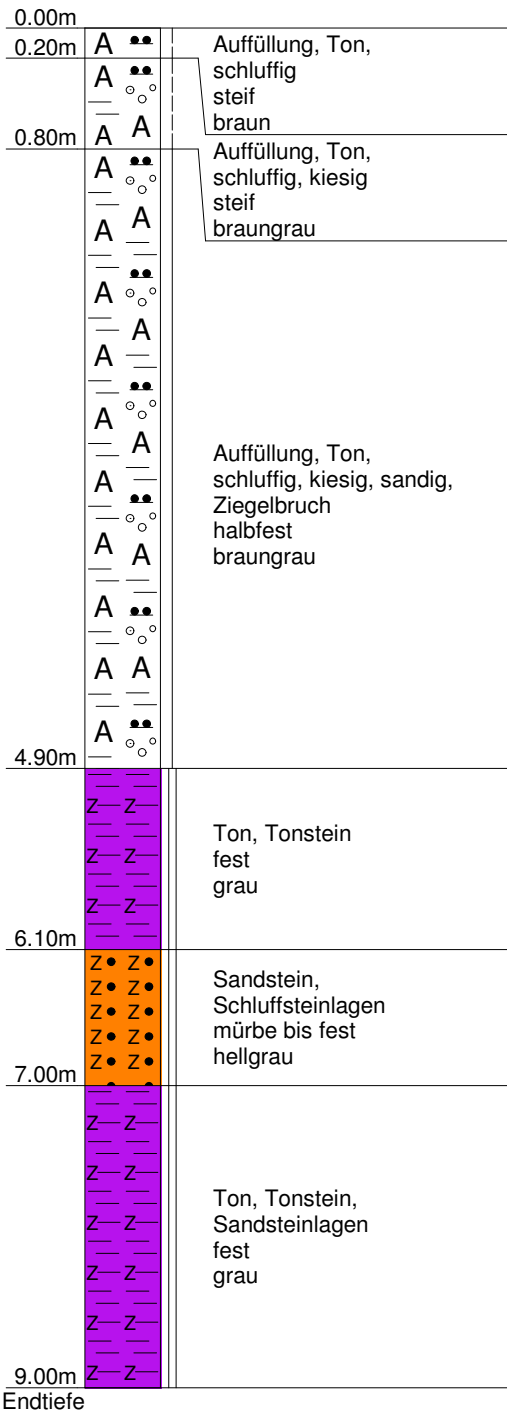 0.00m
Auffüllung, Ton,
schluffig
steif
braun
0.20m
Auffüllung, Ton,
schluffig, kiesig
steif
braungrau
0.80m
Auffüllung, Ton,
schluffig, kiesig, sandig,
Ziegelbruch
halbfest
braungrau
4.90m
Ton, Tonstein
fest
grau
6.10m
Sandstein,
Schluffsteinlagen
mürbe bis fest
hellgrau
7.00m
Ton, Tonstein,
Sandsteinlagen
fest
grau
9.00m
Endtiefe
A
A
A A
A
A
A
A
A
A
A
A
A
A
A
A
A A
A
Z Z
Z Z
Z Z
Z Z
Z Z
Z Z
Z Z
Z Z
Z Z
Z Z
Z Z
Z Z
Z Z
Z Z